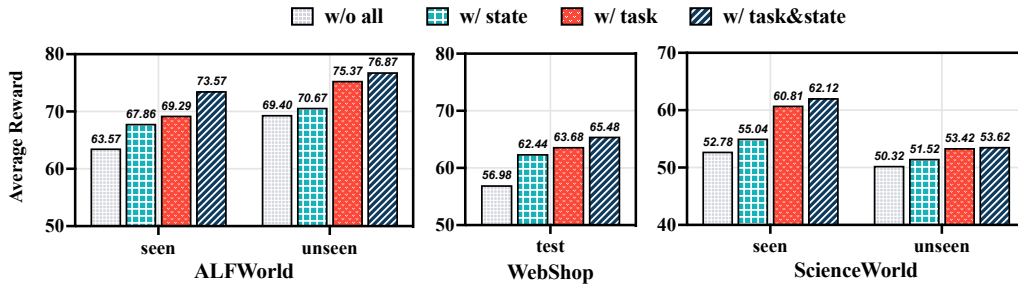 w/o all w/ state w/ task w/ task&state
Average Reward
80
70
60
50
63.57 67.86 69.29 73.57 69.40 70.67 75.37 76.87
seen unseen
ALFWorld
80
70
60
50
56.98 62.44 63.68 65.48
test
WebShop
70
60
50
40
52.78 55.04 60.81 62.12 50.32 51.52 53.42 53.62
seen unseen
ScienceWorld